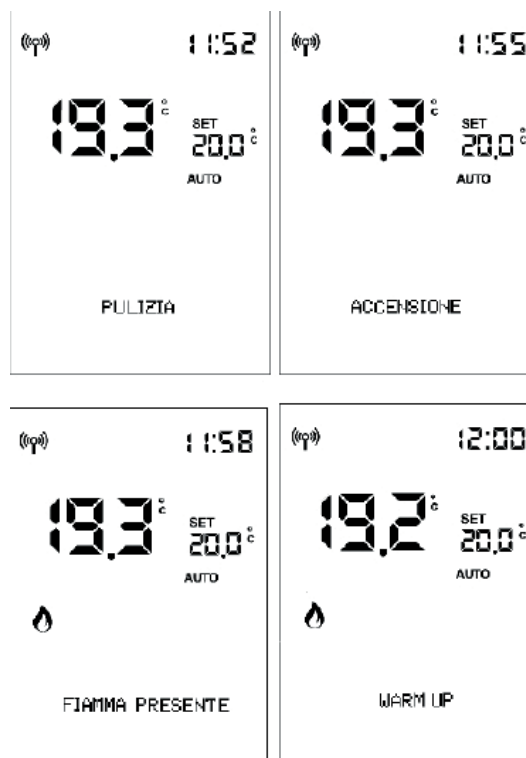 11:52
19.3 °C
SET
20.0 °C
AUTO
PULIZIA
11:55
19.3 °C
SET
20.0 °C
AUTO
ACCENSIONE
11:58
19.3 °C
SET
20.0 °C
AUTO
FIAMMA PRESENTE
12:00
19.2 °C
SET
20.0 °C
AUTO
WARM UP